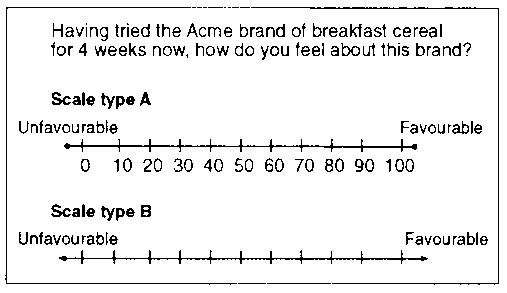 Having tried the Acme brand of breakfast cereal
for 4 weeks now, how do you feel about this brand?
Scale type A
Unfavourable Favourable
0 10 20 30 40 50 60 70 80 90 100
Scale type B
Unfavourable Favourable